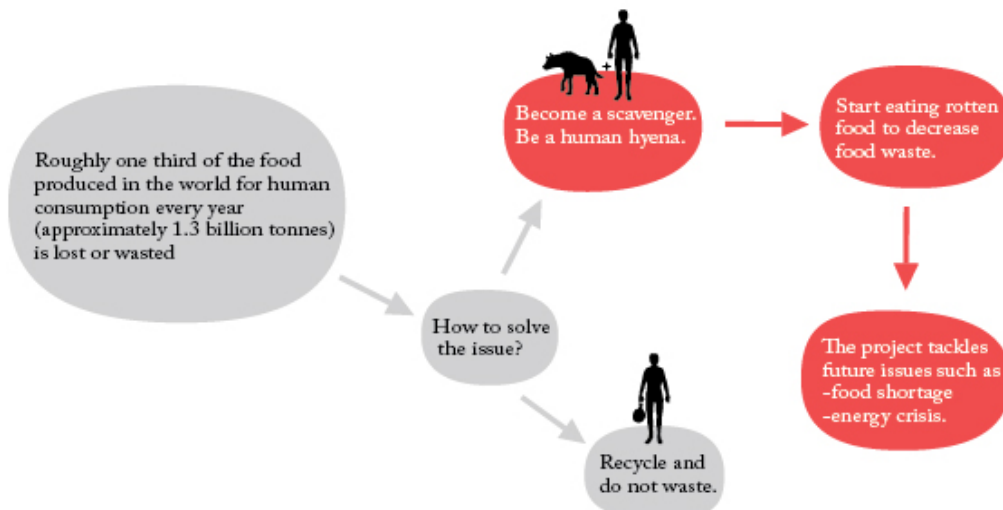 Roughly one third of the food
produced in the world for human
consumption every year
(approximately 1.3 billion tonnes)
is lost or wasted
How to solve
the issue?
+
Become a scavenger.
Be a human hyena.
Start eating rotten
food to decrease
food waste.
The project tackles
future issues such as
-food shortage
-energy crisis.
Recycle and
do not waste.